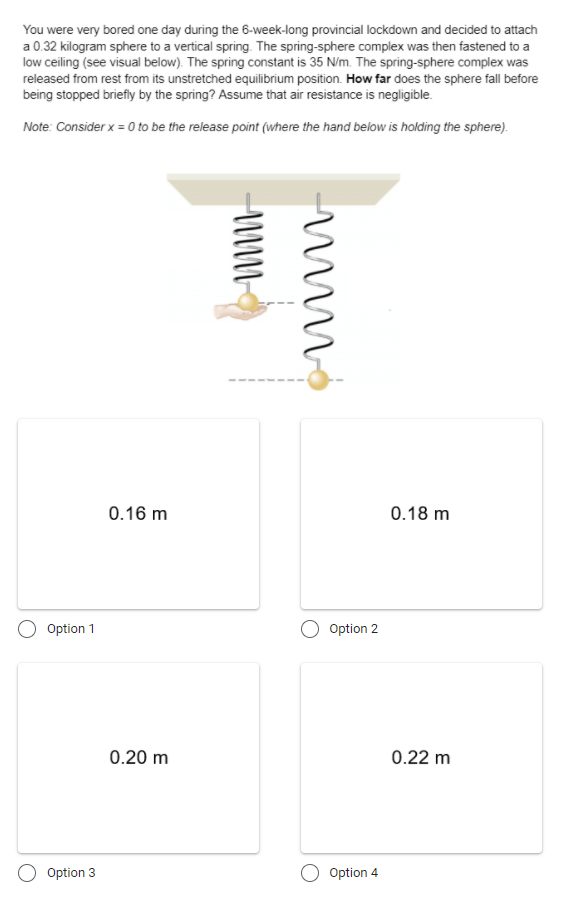 You were very bored one day during the 6-week-long provincial lockdown and decided to attach
a 0.32 kilogram sphere to a vertical spring. The spring-sphere complex was then fastened to a
low ceiling (see visual below). The spring constant is 35 N/m. The spring-sphere complex was
released from rest from its unstretched equilibrium position. How far does the sphere fall before
being stopped briefly by the spring? Assume that air resistance is negligible.
Note: Consider x = 0 to be the release point (where the hand below is holding the sphere).
0.16 m
0.18 m
Option 1
Option 2
0.20 m
0.22 m
Option 3
Option 4